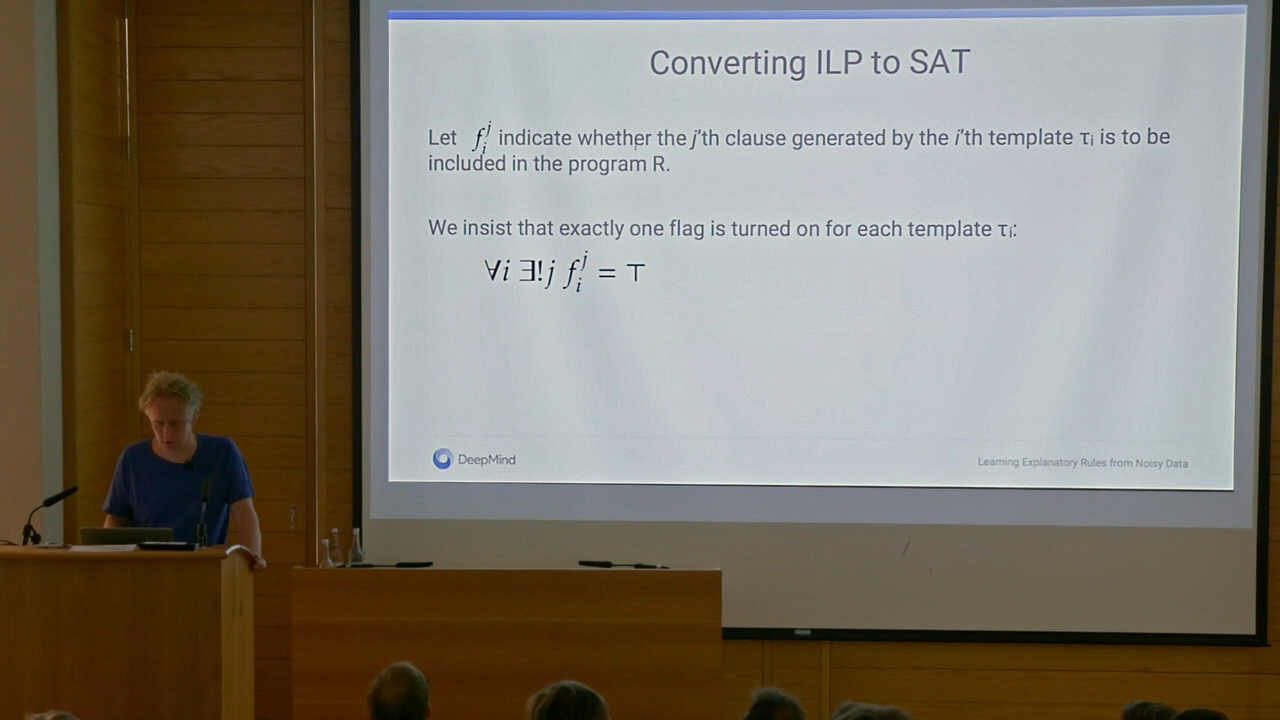 Converting ILP to SAT
Let f_i^j indicate whether the j'th clause generated by the i'th template τi is to be
included in the program R.
We insist that exactly one flag is turned on for each template τi:
∀i ∃!j f_i^j = ⊤
DeepMind
Learning Explanatory Rules from Noisy Data